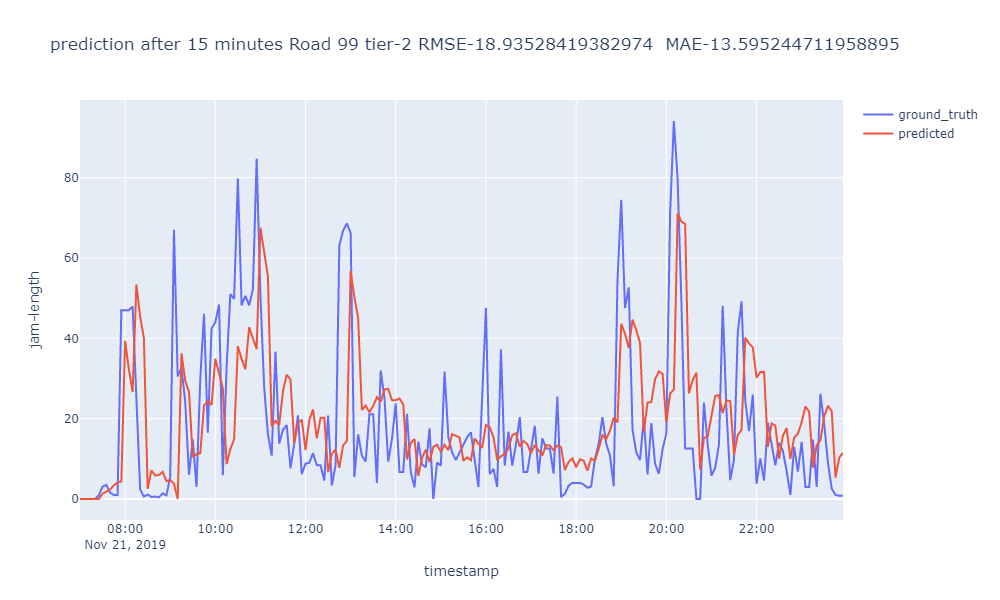 prediction after 15 minutes Road 99 tier-2 RMSE-18.93528419382974 MAE-13.595244711958895
ground_truth
predicted
jam-length
80
60
40
20
0
08:00 10:00 12:00 14:00 16:00 18:00 20:00 22:00
Nov 21, 2019
timestamp